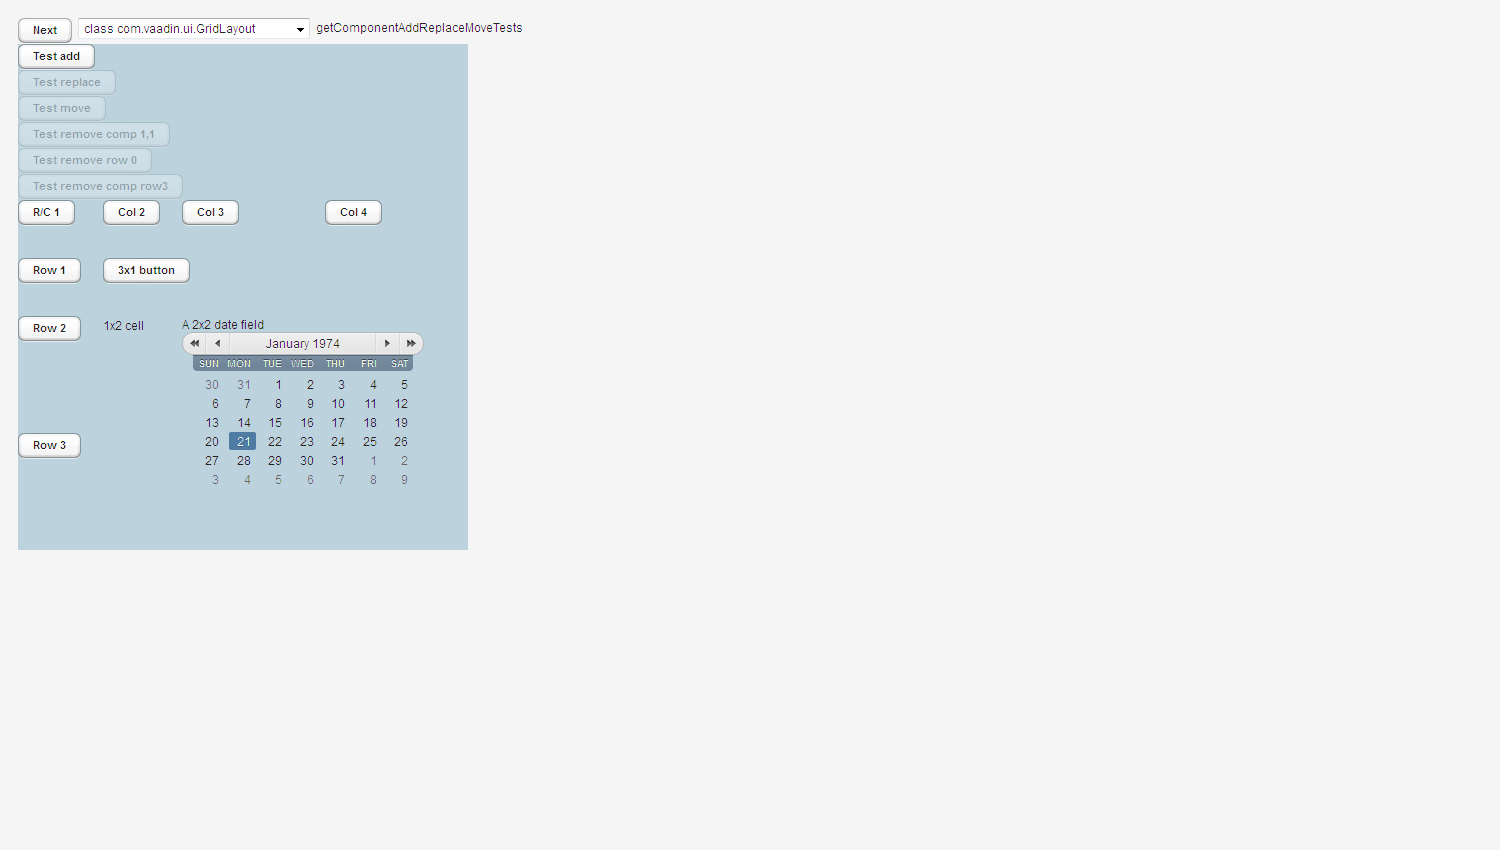 Next class com.vaadin.ui.GridLayout getComponentAddReplaceMoveTests
Test add
Test replace
Test move
Test remove comp 1,1
Test remove row 0
Test remove comp row3
R/C 1 Col 2 Col 3 Col 4
Row 1 3x1 button
Row 2 1x2 cell A 2x2 date field
January 1974
SUN MON TUE WED THU FRI SAT
30 31 1 2 3 4 5
6 7 8 9 10 11 12
13 14 15 16 17 18 19
20 21 22 23 24 25 26
Row 3
27 28 29 30 31 1 2
3 4 5 6 7 8 9